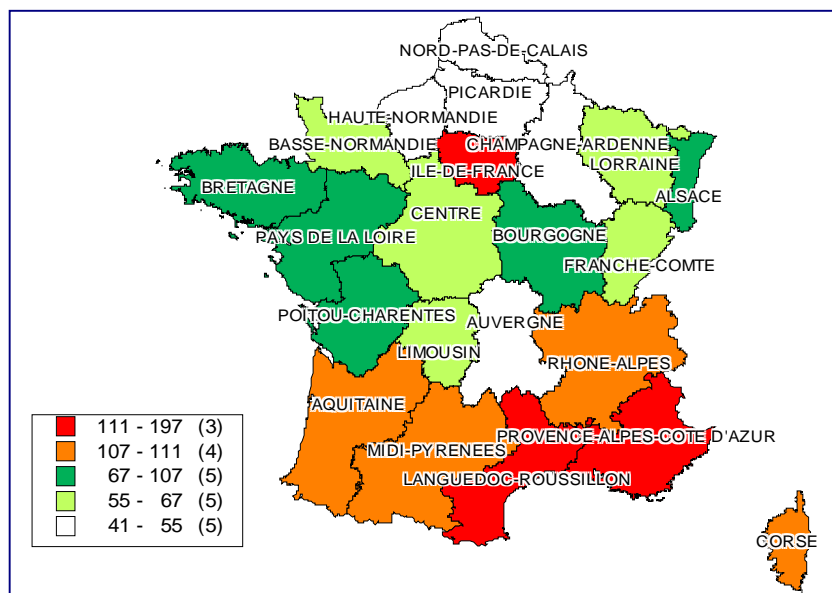 NORD-PAS-DE-CALAIS
PICARDIE
HAUTE-NORMANDIE
BASSE-NORMANDIE
CHAMPAGNE-ARDENNE
LORRAINE
ILE-DE-FRANCE
BRETAGNE
ALSACE
CENTRE
PAYS DE LA LOIRE
BOURGOGNE
FRANCHE-COMTE
POITOU-CHARENTES
AUVERGNE
LIMOUSIN
RHONE-ALPES
AQUITAINE
PROVENCE-ALPES-COTE D'AZUR
MIDI-PYRENEES
LANGUEDOC-ROUSSILLON
CORSE
111 - 197 (3)
107 - 111 (4)
67 - 107 (5)
55 - 67 (5)
41 - 55 (5)